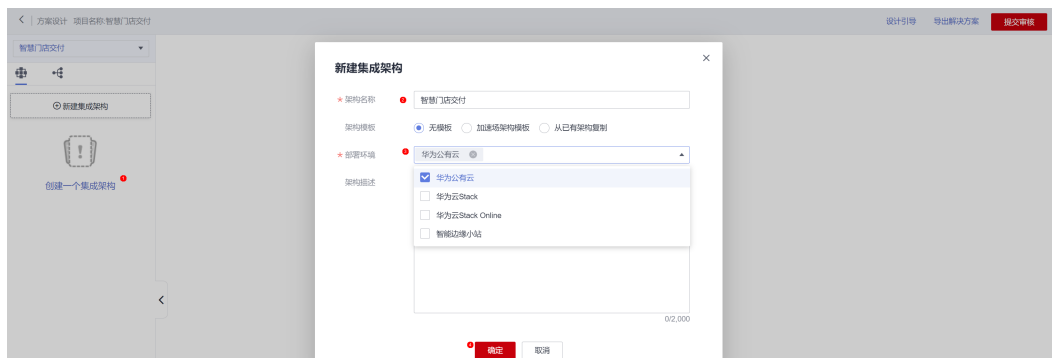 方案设计 项目名称:智慧门店交付
设计引导 导出解决方案 提交审核
智慧门店交付
新建集成架构
创建一个集成架构 1
新建集成架构
* 架构名称 2 智慧门店交付
架构模板 无模板 加速场架构模板 从已有架构复制
* 部署环境 3 华为公有云
华为公有云
华为云Stack
华为云Stack Online
智能边缘小站
架构描述
0/2,000
4 确定 取消